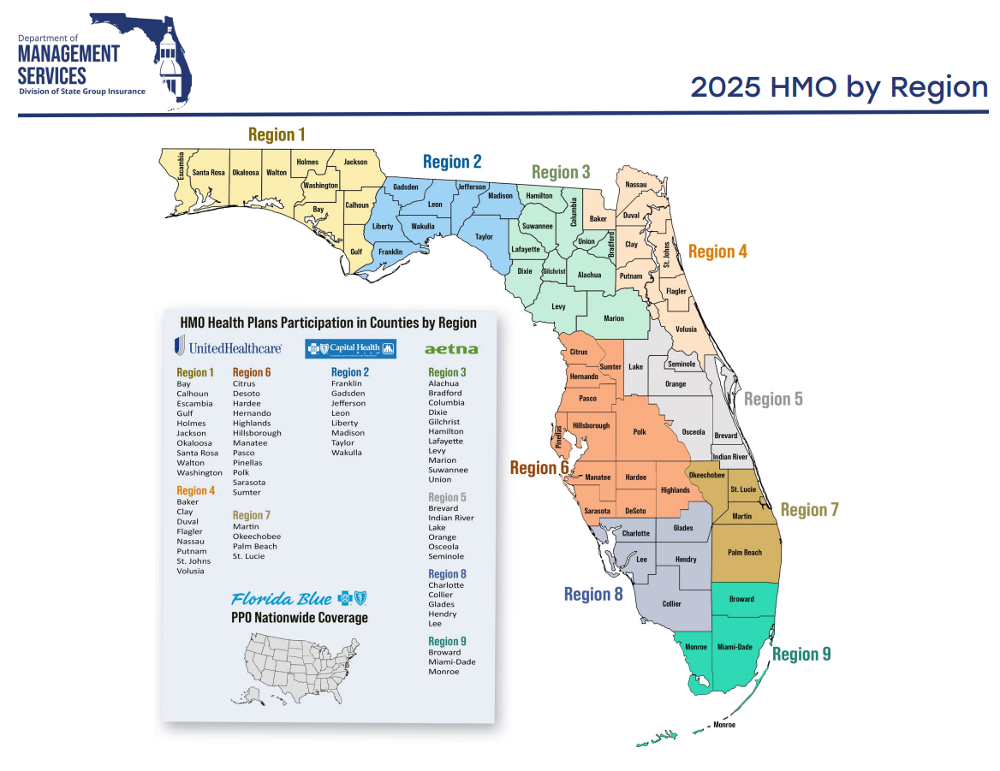 Department of
MANAGEMENT
SERVICES
Division of State Group Insurance
2025 HMO by Region
Region 1
Escambia
Santa Rosa
Okaloosa
Walton
Holmes
Jackson
Washington
Bay
Calhoun
Gulf
Region 2
Gadsden
Leon
Jefferson
Madison
Liberty
Wakulla
Franklin
Taylor
Region 3
Hamilton
Columbia
Suwannee
Lafayette
Union
Bradford
Dixie
Gilchrist
Alachua
Levy
Marion
Region 4
Nassau
Baker
Duval
Clay
St. Johns
Putnam
Flagler
Volusia
Region 5
Lake
Seminole
Orange
Osceola
Brevard
Indian River
Region 6
Citrus
Sumter
Hernando
Pasco
Pinellas
Hillsborough
Polk
Manatee
Hardee
Highlands
Sarasota
DeSoto
Region 7
Okeechobee
St. Lucie
Martin
Palm Beach
Region 8
Charlotte
Glades
Lee
Hendry
Collier
Region 9
Broward
Monroe
Miami-Dade
Monroe
HMO Health Plans Participation in Counties by Region
UnitedHealthcare
Region 1
Bay
Calhoun
Escambia
Gulf
Holmes
Jackson
Okaloosa
Santa Rosa
Walton
Washington
Region 4
Baker
Clay
Duval
Flagler
Nassau
Putnam
St. Johns
Volusia
Region 6
Citrus
Desoto
Hardee
Hernando
Highlands
Hillsborough
Manatee
Pasco
Pinellas
Polk
Sarasota
Sumter
Region 7
Martin
Okeechobee
Palm Beach
St. Lucie
Capital Health
PLAN
Region 2
Franklin
Gadsden
Jefferson
Leon
Liberty
Madison
Taylor
Wakulla
aetna
Region 3
Alachua
Bradford
Columbia
Dixie
Gilchrist
Hamilton
Lafayette
Levy
Marion
Suwannee
Union
Region 5
Brevard
Indian River
Lake
Orange
Osceola
Seminole
Region 8
Charlotte
Collier
Glades
Hendry
Lee
Region 9
Broward
Miami-Dade
Monroe
Florida Blue
PPO Nationwide Coverage